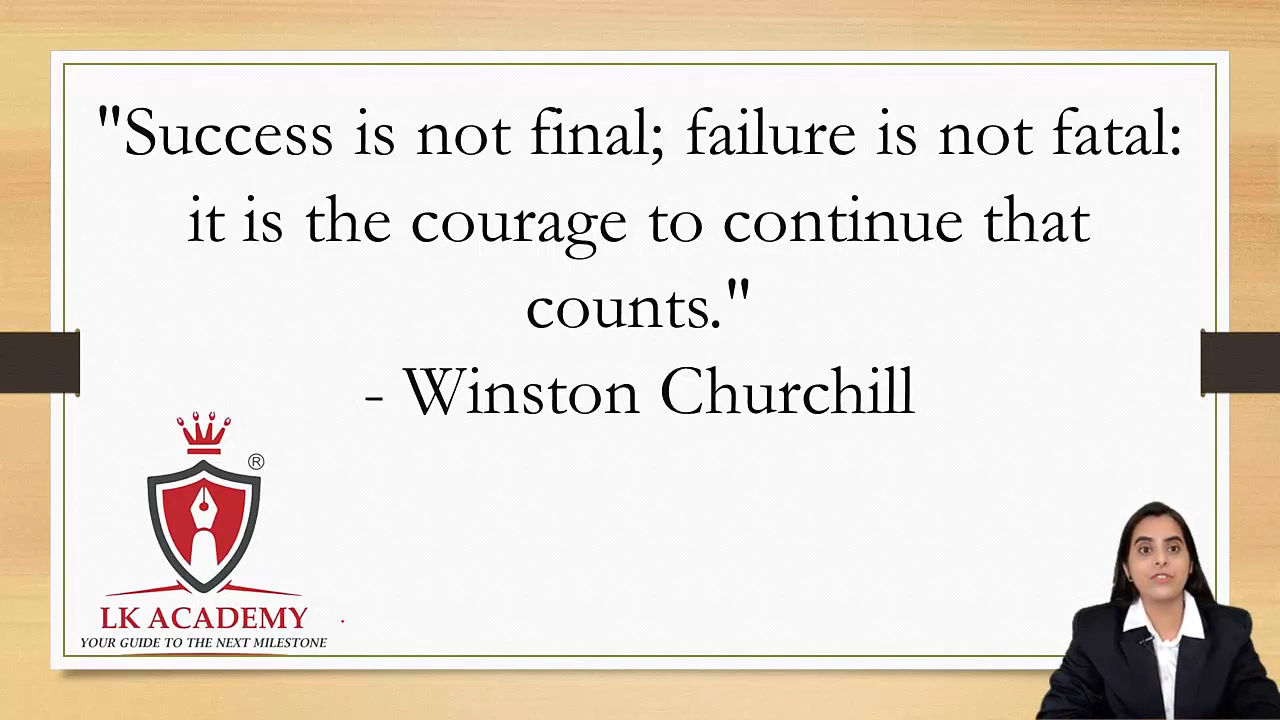 "Success is not final; failure is not fatal:
it is the courage to continue that
counts."
- Winston Churchill
®
LK ACADEMY
YOUR GUIDE TO THE NEXT MILESTONE